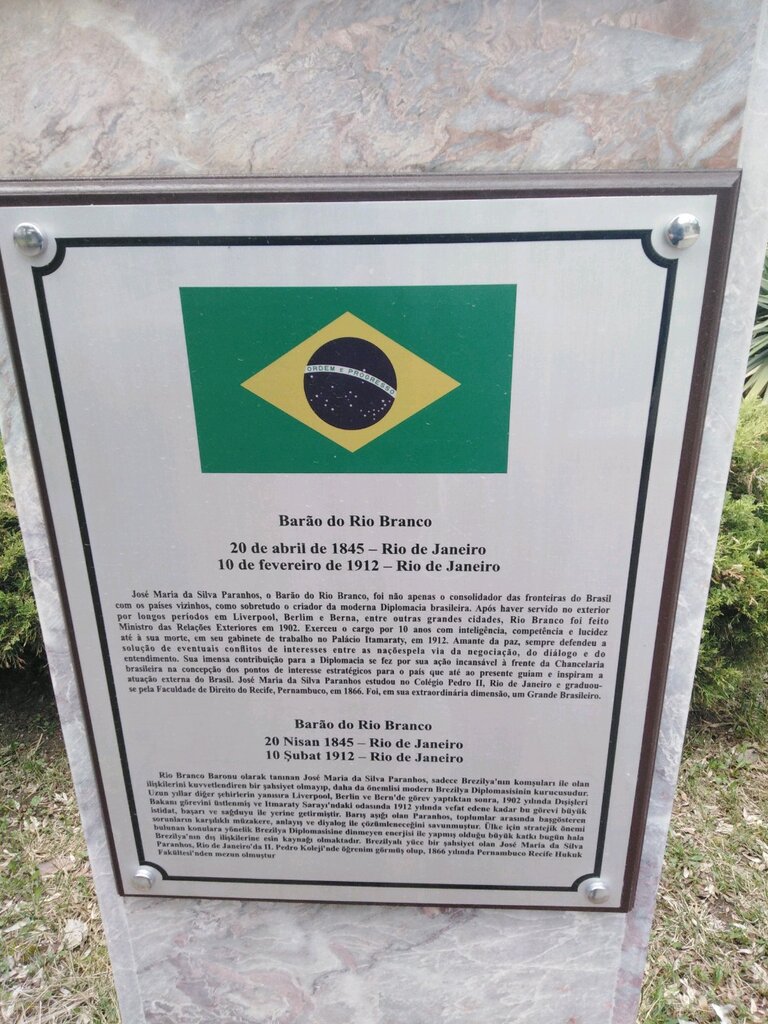 ORDEM E PROGRESSO
Barão do Rio Branco
20 de abril de 1845 – Rio de Janeiro
10 de fevereiro de 1912 – Rio de Janeiro
José Maria da Silva Paranhos, o Barão do Rio Branco, foi não apenas o consolidador das fronteiras do Brasil
com os países vizinhos, como sobretudo o criador da moderna Diplomacia brasileira. Após haver servido no exterior
por longos períodos em Liverpool, Berlim e Berna, entre outras grandes cidades, Rio Branco foi feito
Ministro das Relações Exteriores em 1902. Exerceu o cargo por 10 anos com inteligência, competência e lucidez
até à sua morte, em seu gabinete de trabalho no Palácio Itamaraty, em 1912. Amante da paz, sempre defendeu a
solução de eventuais conflitos de interesses entre as naçõespela via da negociação, do diálogo e do
entendimento. Sua imensa contribuição para a Diplomacia se fez por sua ação incansável à frente da Chancelaria
brasileira na concepção dos pontos de interesse estratégicos para o país que até ao presente guiam e inspiram a
atuação externa do Brasil. José Maria da Silva Paranhos estudou no Colégio Pedro II, Rio de Janeiro e graduou-
se pela Faculdade de Direito do Recife, Pernambuco, em 1866. Foi, em sua extraordinária dimensão, um Grande Brasileiro.
Barão do Rio Branco
20 Nisan 1845 – Rio de Janeiro
10 Şubat 1912 – Rio de Janeiro
Rio Branco Baronu olarak tanınan José Maria da Silva Paranhos, sadece Brezilya'nın komşuları ile olan
ilişkilerini kuvvetlendiren bir şahsiyet olmayıp, daha da önemlisi modern Brezilya Diplomasisinin kurucusudur.
Uzun yıllar diğer şehirlerin yanısıra Liverpool, Berlin ve Bern'de görev yaptıktan sonra, 1902 yılında Dışişleri
Bakanı görevini üstlenmiş ve Itmaraty Sarayı'ndaki odasında 1912 yılında vefat edene kadar bu görevi büyük
istidat, başarı ve sağduyu ile yerine getirmiştir. Barış aşığı olan Paranhos, toplumlar arasında başgösteren
sorunların karşılıklı müzakere, anlayış ve diyalog ile çözümleneceğini savunmuştur. Ülke için stratejik önemi
bulunan konulara yönelik Brezilya Diplomasisine dinmeyen enerjisi ile yapmış olduğu büyük katkı bugün hala
Brezilya'nın dış ilişkilerine esin kaynağı olmaktadır. Brezilyalı yüce bir şahsiyet olan José Maria da Silva
Paranhos, Rio de Janeiro'da II. Pedro Koleji'nde öğrenim görmüş olup, 1866 yılında Pernambuco Recife Hukuk
Fakültesi'nden mezun olmuştur